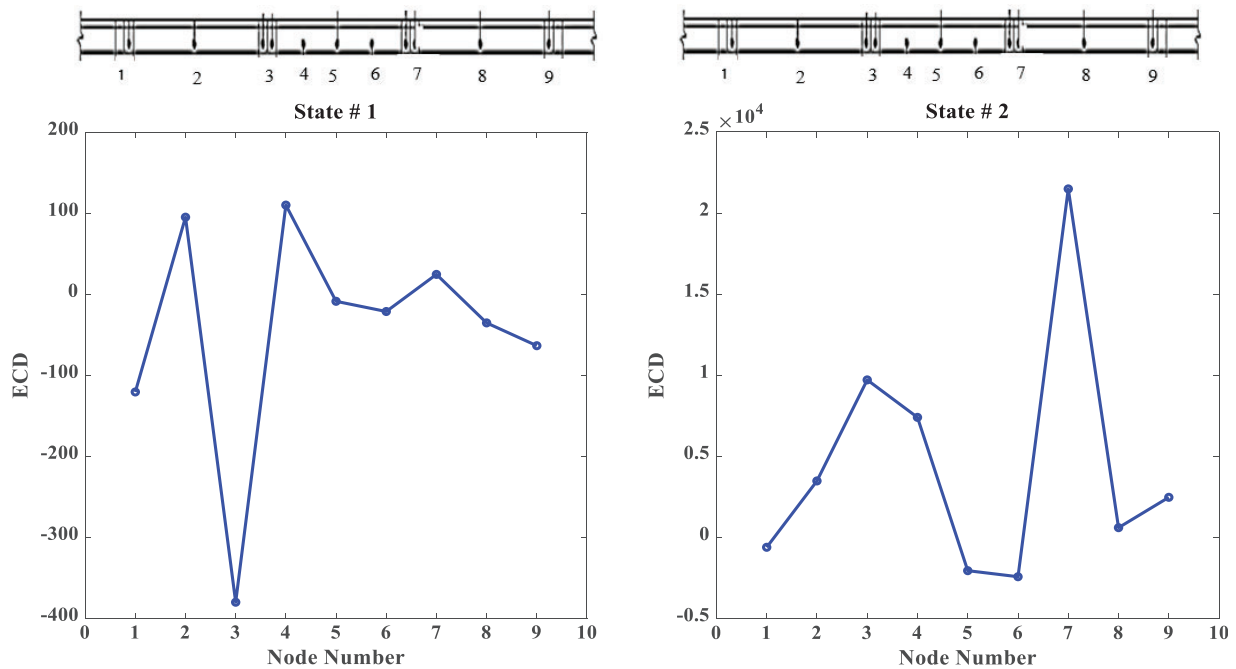 1 2 3 4 5 6 7 8 9
State # 1
200
100
0
-100
-200
-300
-400
ECD
0 1 2 3 4 5 6 7 8 9 10
Node Number
1 2 3 4 5 6 7 8 9
State # 2
×10⁴
2.5
2
1.5
1
0.5
0
-0.5
ECD
0 1 2 3 4 5 6 7 8 9 10
Node Number